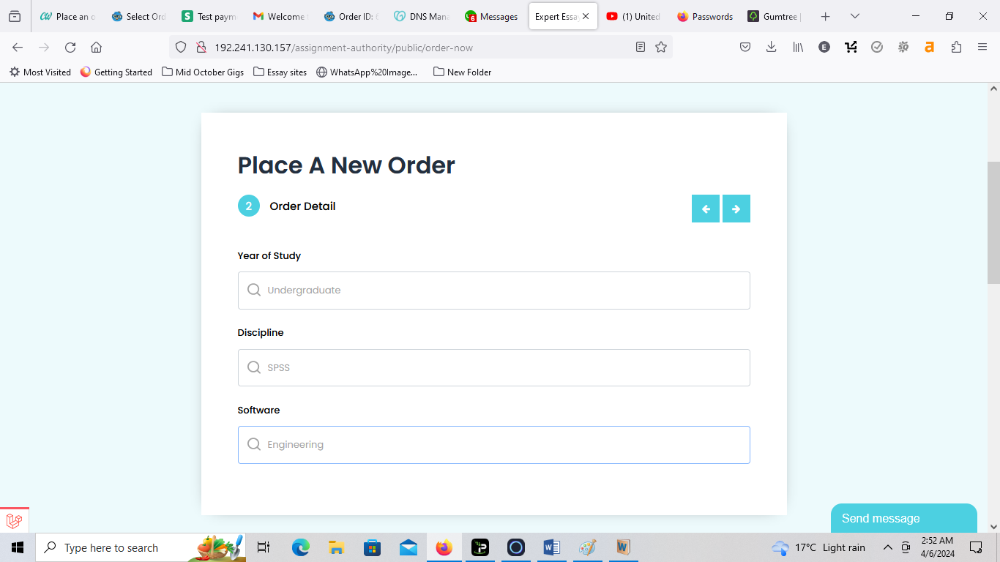 Place an o
Select Ord
Test paym
Welcome t
Order ID:
DNS Mana
Messages
Expert Essa
(1) United
Passwords
Gumtree |
192.241.130.157/assignment-authority/public/order-now
Most Visited
Getting Started
Mid October Gigs
Essay sites
WhatsApp%20Image...
New Folder
Place A New Order
2 Order Detail
Year of Study
Undergraduate
Discipline
SPSS
Software
Engineering
Send message
Type here to search
17°C Light rain
2:52 AM
4/6/2024